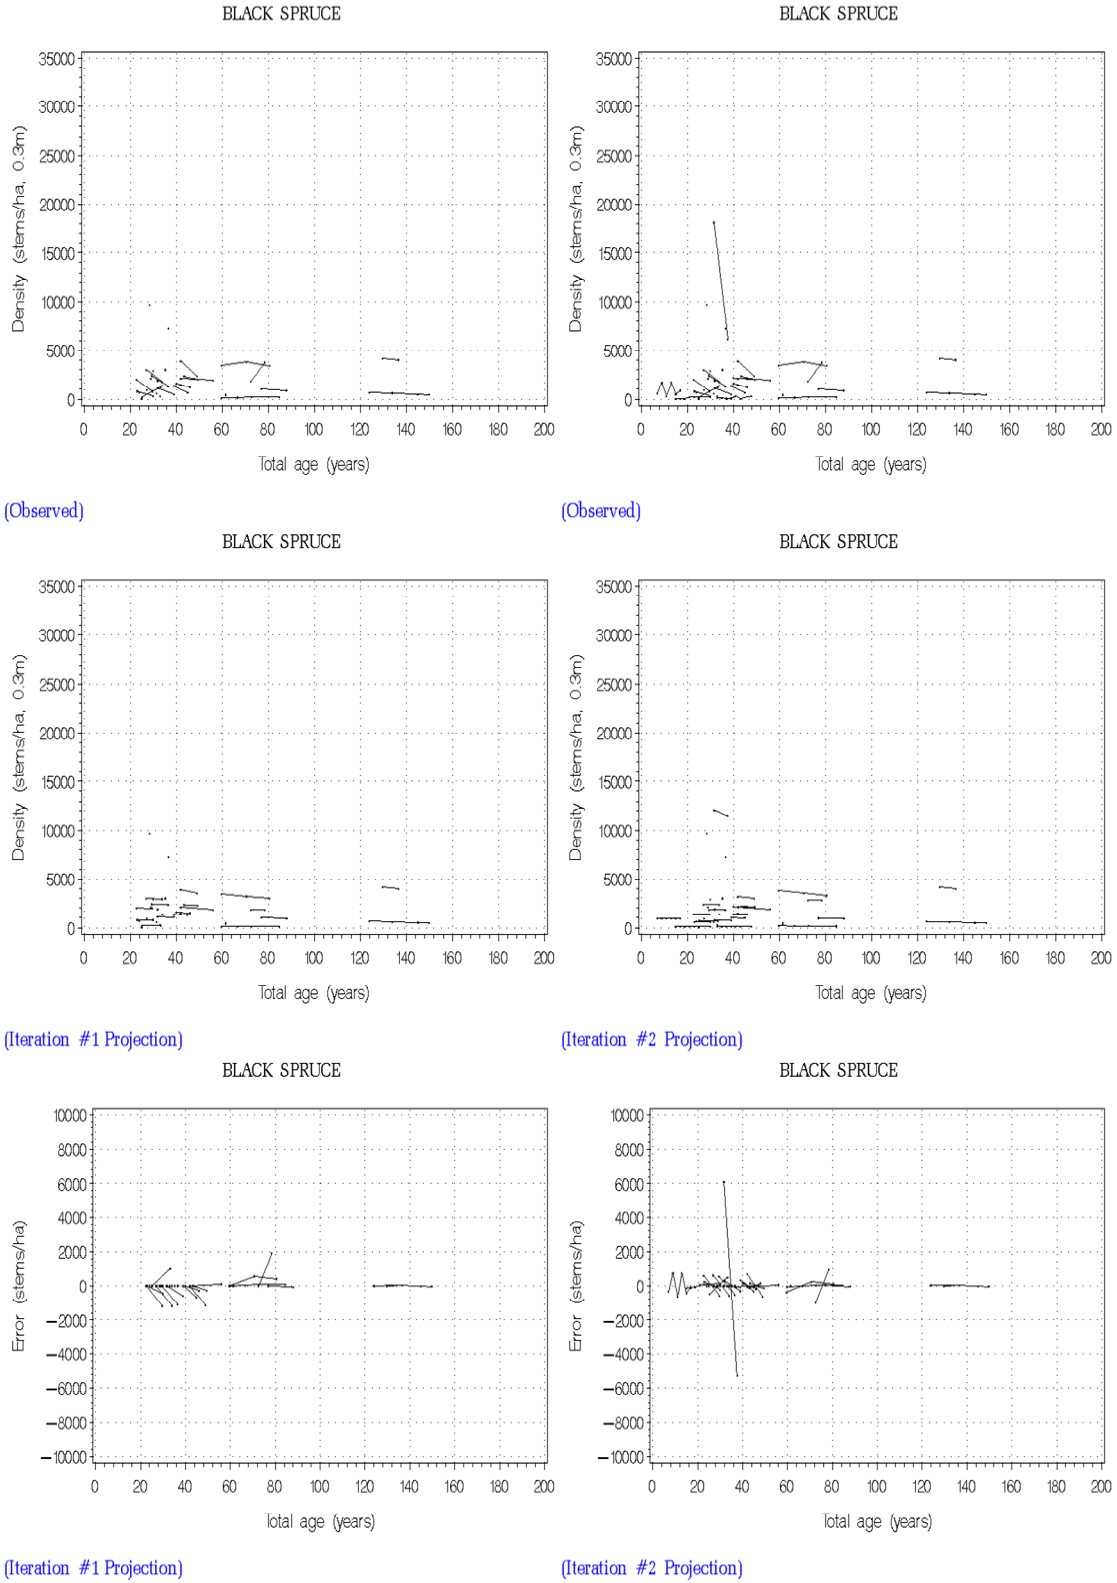 BLACK SPRUCE BLACK SPRUCE
35000 35000
30000 30000
25000 25000
20000 20000
15000 15000
10000 10000
5000 5000
0 0
Density (stems/ha, 0.3m) Density (stems/ha, 0.3m)
0 20 40 60 80 100 120 140 160 180 200 0 20 40 60 80 100 120 140 160 180 200
Total age (years) Total age (years)
(Observed) (Observed)
BLACK SPRUCE BLACK SPRUCE
35000 35000
30000 30000
25000 25000
20000 20000
15000 15000
10000 10000
5000 5000
0 0
Density (stems/ha, 0.3m) Density (stems/ha, 0.3m)
0 20 40 60 80 100 120 140 160 180 200 0 20 40 60 80 100 120 140 160 180 200
Total age (years) Total age (years)
(Iteration #1 Projection) (Iteration #2 Projection)
BLACK SPRUCE BLACK SPRUCE
10000 10000
8000 8000
6000 6000
4000 4000
2000 2000
0 0
−2000 −2000
−4000 −4000
−6000 −6000
−8000 −8000
−10000 −10000
Error (stems/ha) Error (stems/ha)
0 20 40 60 80 100 120 140 160 180 200 0 20 40 60 80 100 120 140 160 180 200
Total age (years) Total age (years)
(Iteration #1 Projection) (Iteration #2 Projection)